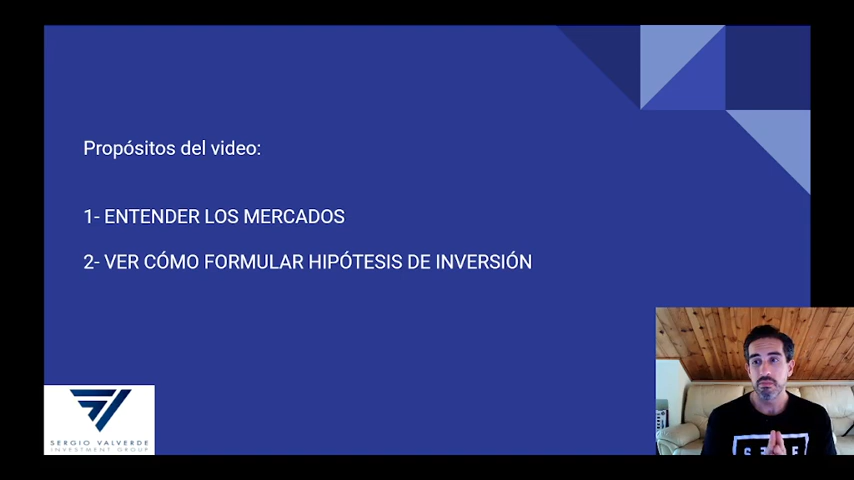 Propósitos del video:
1- ENTENDER LOS MERCADOS
2- VER CÓMO FORMULAR HIPÓTESIS DE INVERSIÓN
SERGIO VALVERDE
INVESTMENT GROUP